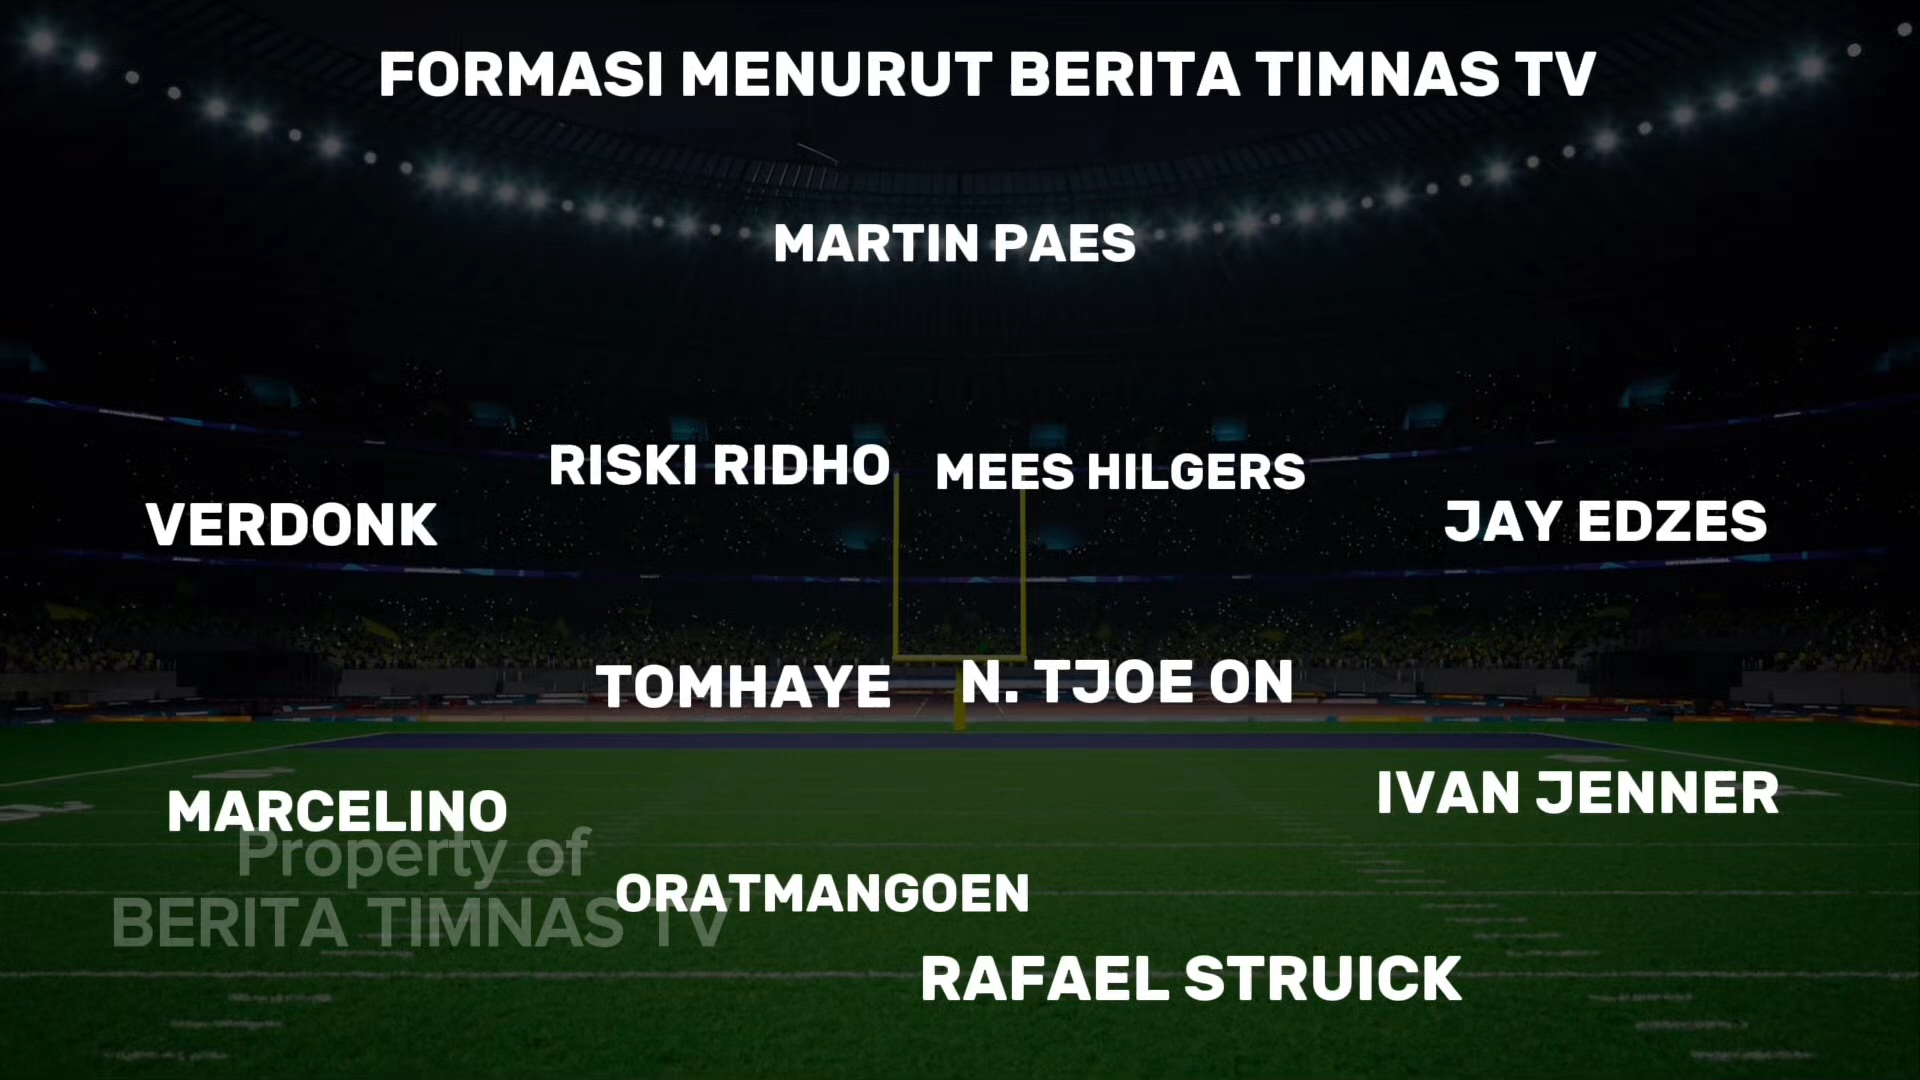 FORMASI MENURUT BERITA TIMNAS TV
MARTIN PAES
RISKI RIDHO
MEES HILGERS
VERDONK
JAY EDZES
TOMHAYE
N. TJOE ON
MARCELINO
IVAN JENNER
Property of
BERITA TIMNAS TV
ORATMANGOEN
RAFAEL STRUICK